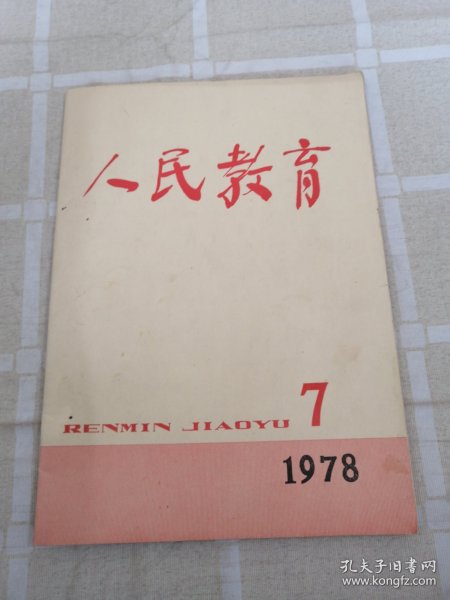 人民教育
RENMIN JIAOYU 7
1978
孔夫子旧书网
www.kongfz.com